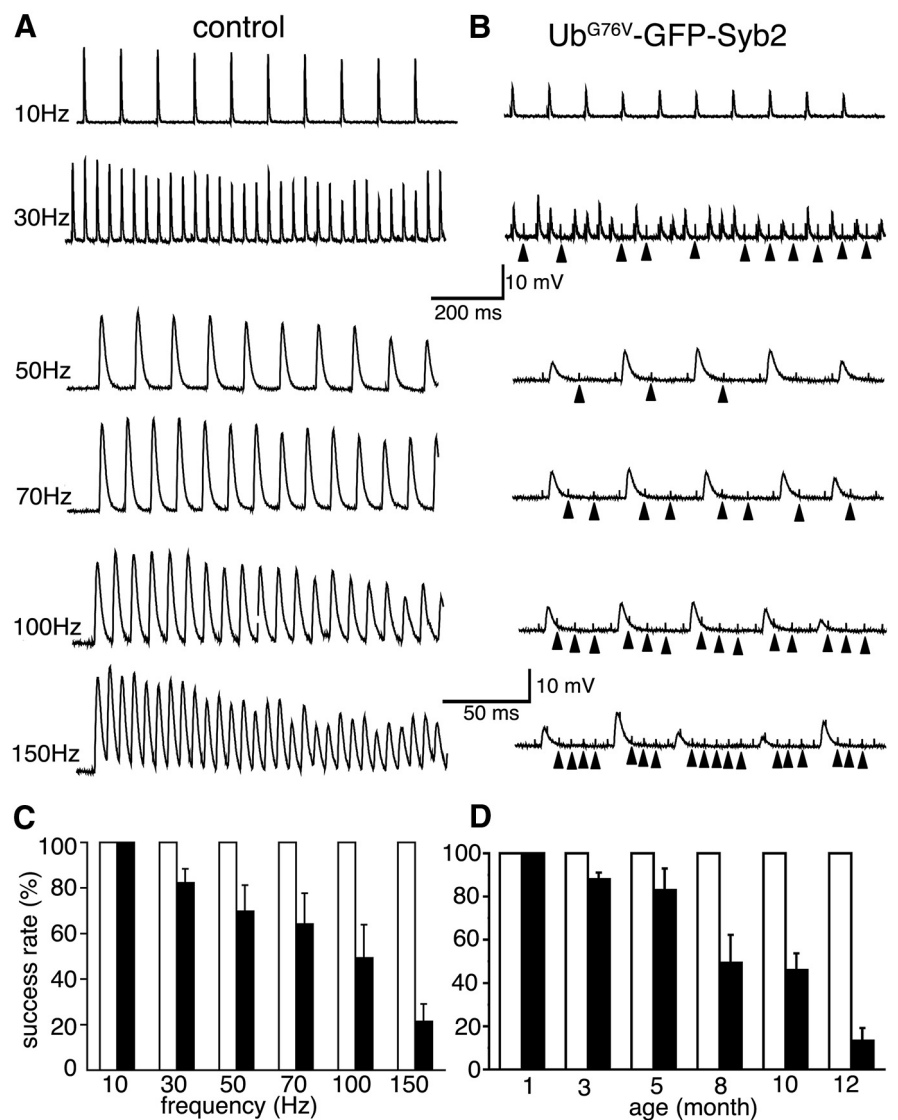 A control B Ub^G76V-GFP-Syb2
10Hz
30Hz
10 mV
200 ms
50Hz
70Hz
100Hz
10 mV
50 ms
150Hz
C D
success rate (%)
100
80
60
40
20
0
10 30 50 70 100 150
frequency (Hz)
100
80
60
40
20
0
1 3 5 8 10 12
age (month)